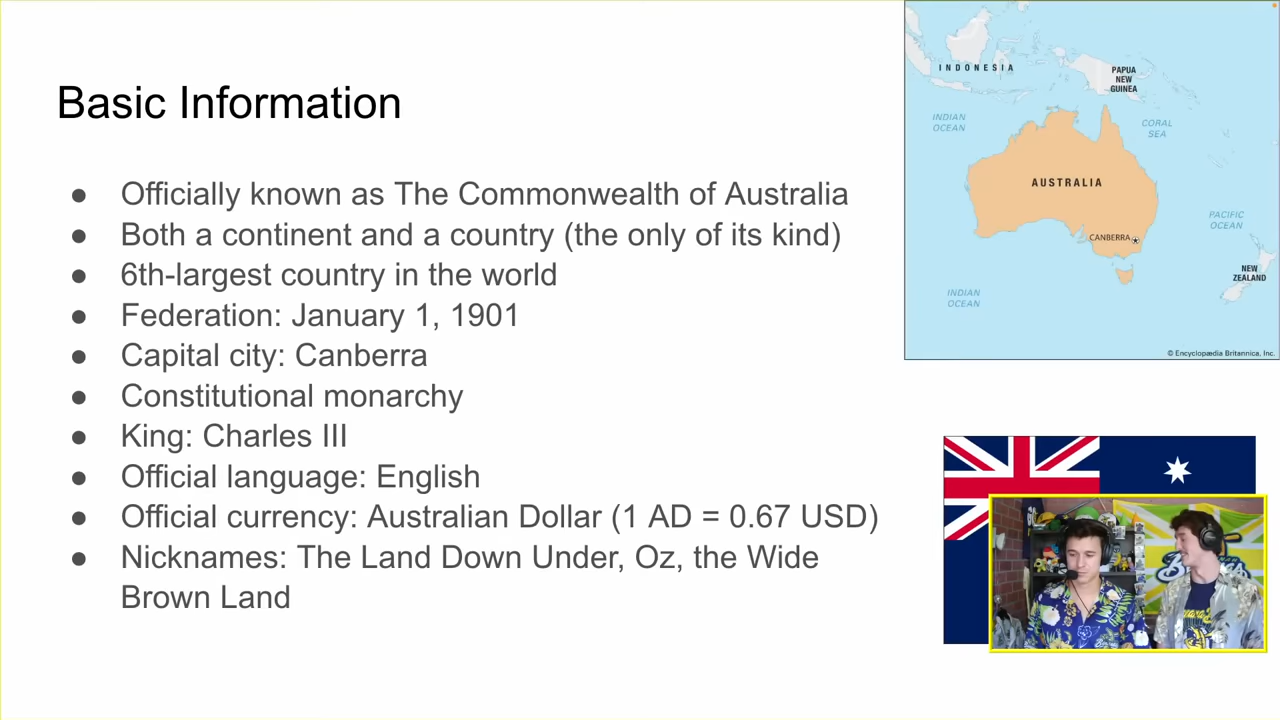 Basic Information
● Officially known as The Commonwealth of Australia
● Both a continent and a country (the only of its kind)
● 6th-largest country in the world
● Federation: January 1, 1901
● Capital city: Canberra
● Constitutional monarchy
● King: Charles III
● Official language: English
● Official currency: Australian Dollar (1 AD = 0.67 USD)
● Nicknames: The Land Down Under, Oz, the Wide
Brown Land
INDONESIA
PAPUA
NEW
GUINEA
INDIAN
OCEAN
CORAL
SEA
AUSTRALIA
PACIFIC
OCEAN
CANBERRA
NEW
ZEALAND
INDIAN
OCEAN
© Encyclopædia Britannica, Inc.